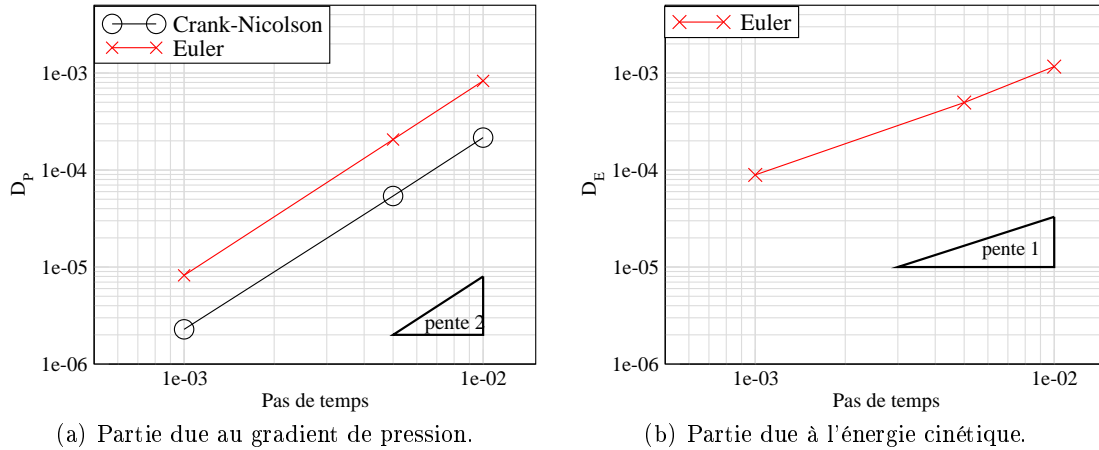 Crank-Nicolson
Euler
1e-03
1e-04
1e-05
1e-06
D_P
pente 2
1e-03 1e-02
Pas de temps
(a) Partie due au gradient de pression.
Euler
1e-03
1e-04
1e-05
1e-06
D_E
pente 1
1e-03 1e-02
Pas de temps
(b) Partie due à l'énergie cinétique.